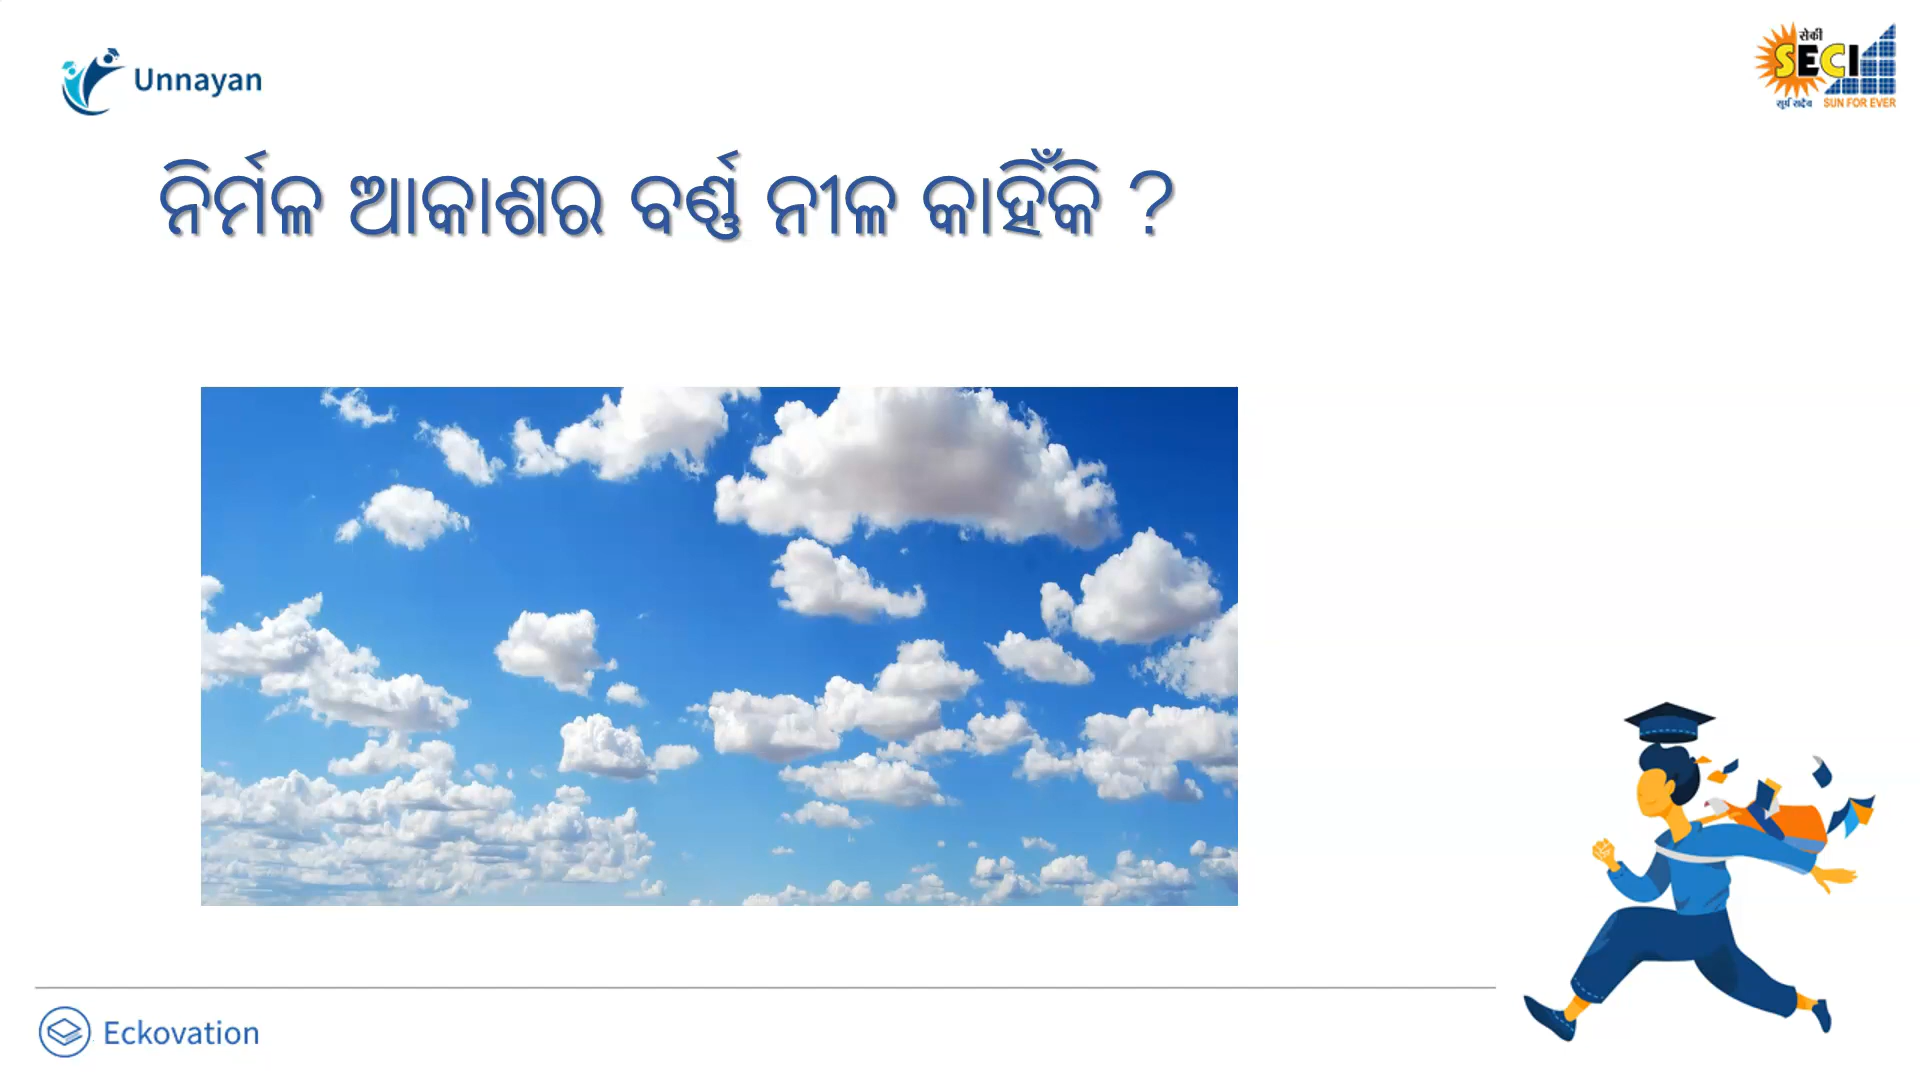 Unnayan
सेकी
SECI
सूर्य सदैव
SUN FOR EVER
ନିର୍ମଳ ଆକାଶର ବର୍ଣ୍ଣ ନୀଳ କାହିଁକି ?
Eckovation